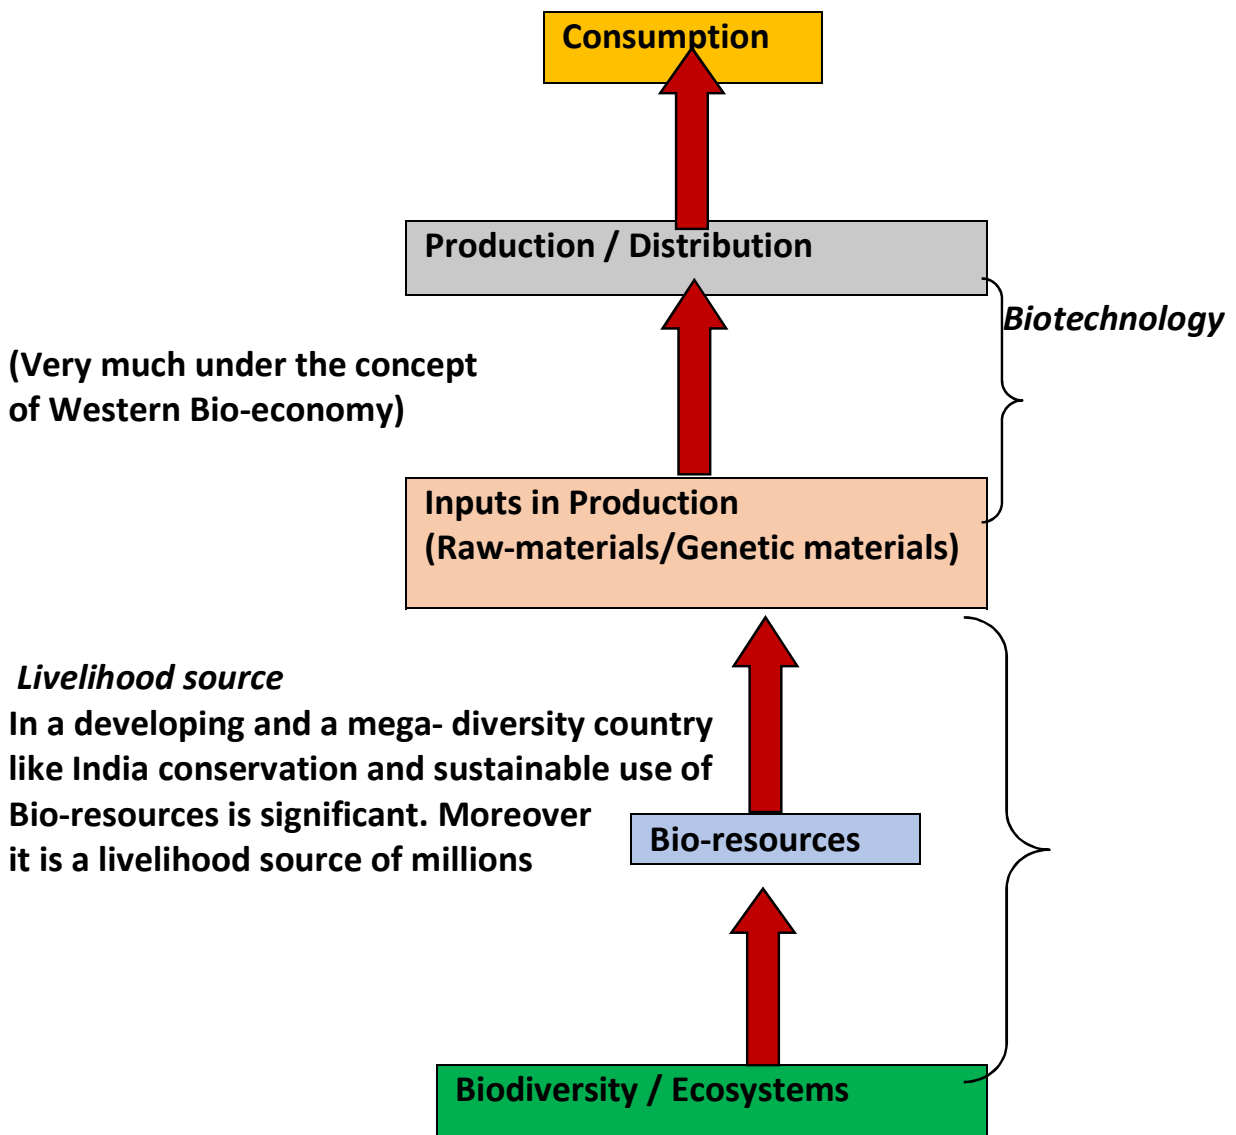 Consumption
Production / Distribution
Biotechnology
(Very much under the concept
of Western Bio-economy)
Inputs in Production
(Raw-materials/Genetic materials)
Livelihood source
In a developing and a mega- diversity country
like India conservation and sustainable use of
Bio-resources is significant. Moreover
it is a livelihood source of millions
Bio-resources
Biodiversity / Ecosystems